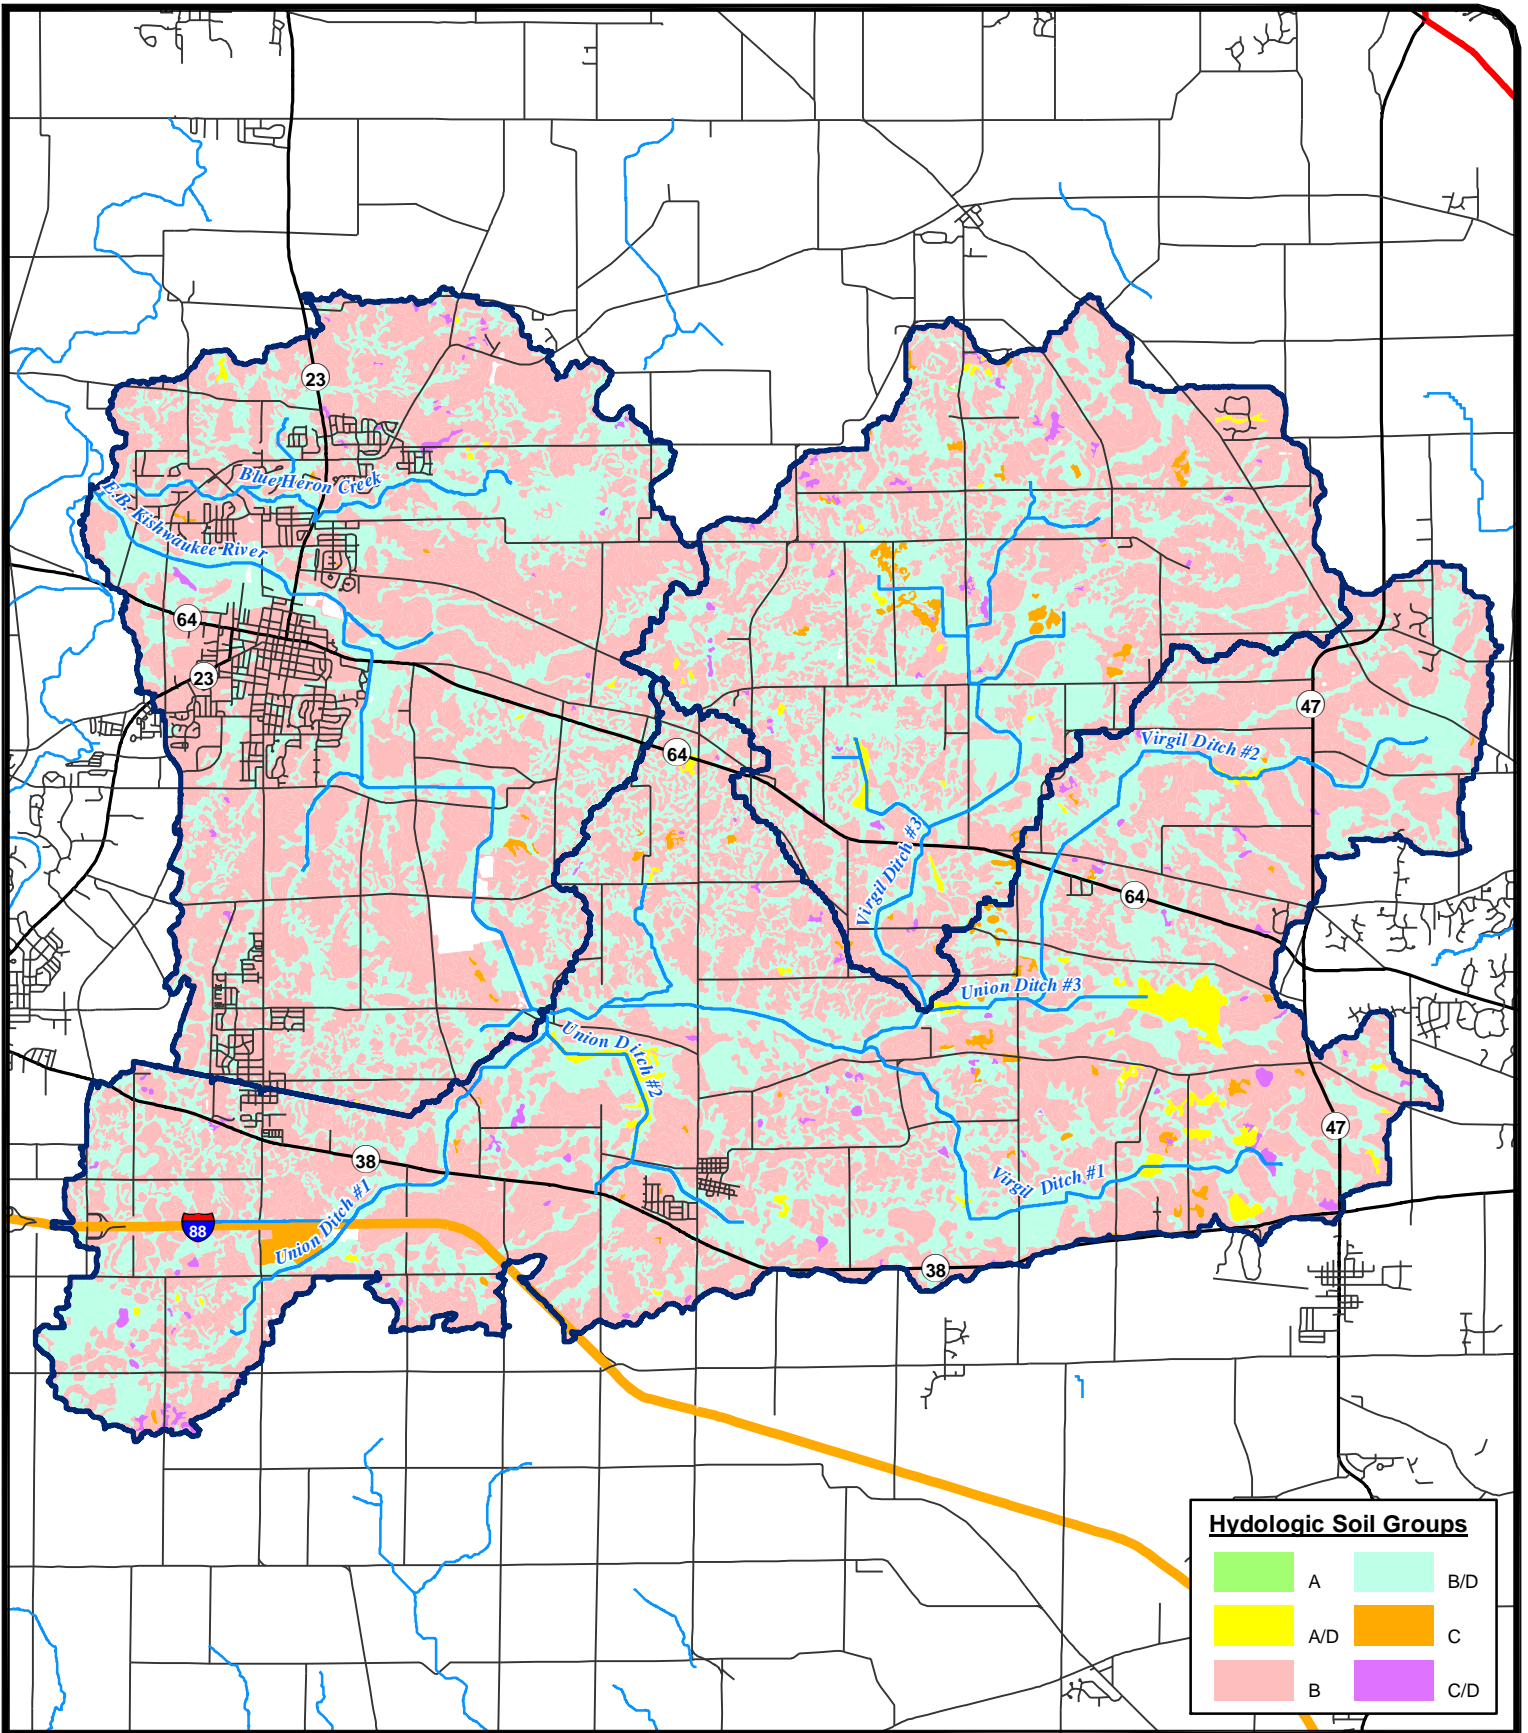 23
Blue Heron Creek
E.B. Kishwaukee River
64
23
47
64
Virgil Ditch #2
Virgil Ditch #3
64
Union Ditch #3
Union Ditch #2
47
38
Virgil Ditch #1
Union Ditch #1
88
38
Hydologic Soil Groups
A
B/D
A/D
C
B
C/D